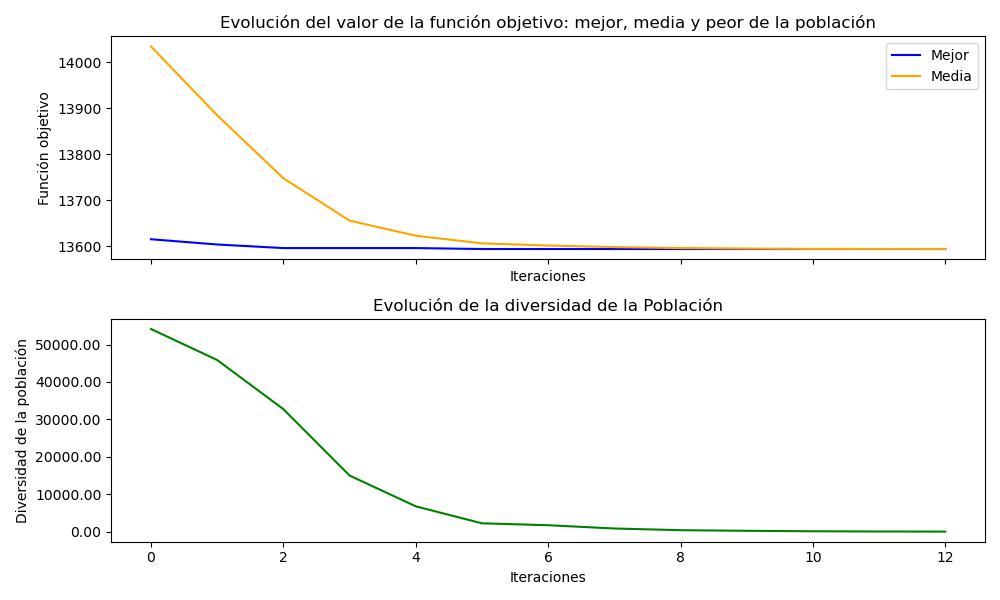 Evolución del valor de la función objetivo: mejor, media y peor de la población
Función objetivo
14000
13900
13800
13700
13600
Mejor
Media
Iteraciones
Evolución de la diversidad de la Población
Diversidad de la población
50000.00
40000.00
30000.00
20000.00
10000.00
0.00
0 2 4 6 8 10 12
Iteraciones